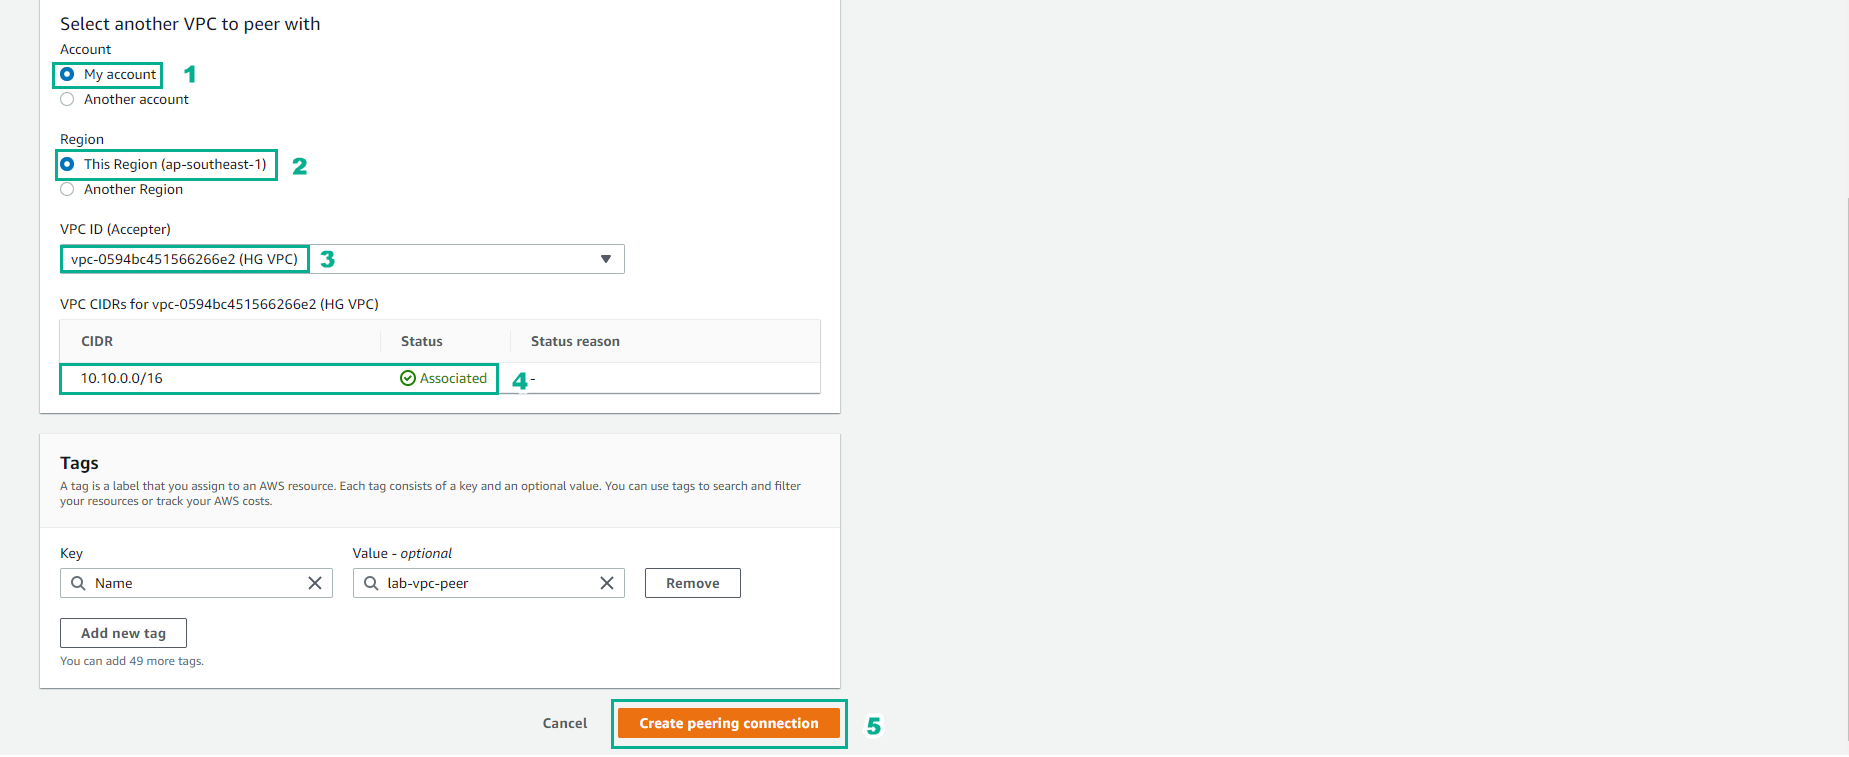 Select another VPC to peer with
Account
My account 1
Another account
Region
This Region (ap-southeast-1) 2
Another Region
VPC ID (Accepter)
vpc-0594bc451566266e2 (HG VPC) 3
VPC CIDRs for vpc-0594bc451566266e2 (HG VPC)
CIDR Status Status reason
10.10.0.0/16 Associated 4 -
Tags
A tag is a label that you assign to an AWS resource. Each tag consists of a key and an optional value. You can use tags to search and filter
your resources or track your AWS costs.
Key Value - optional
Name lab-vpc-peer Remove
Add new tag
You can add 49 more tags.
Cancel Create peering connection 5